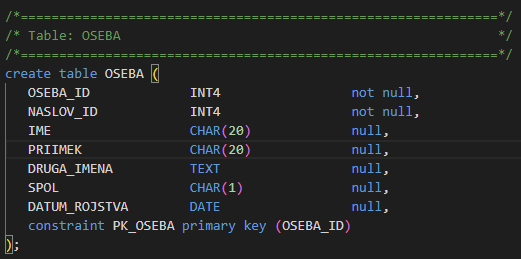 /*==============================================================*/
/* Table: OSEBA                                                 */
/*==============================================================*/
create table OSEBA (
   OSEBA_ID             INT4                 not null,
   NASLOV_ID            INT4                 not null,
   IME                  CHAR(20)             null,
   PRIIMEK              CHAR(20)             null,
   DRUGA_IMENA          TEXT                 null,
   SPOL                 CHAR(1)              null,
   DATUM_ROJSTVA        DATE                 null,
   constraint PK_OSEBA primary key (OSEBA_ID)
);